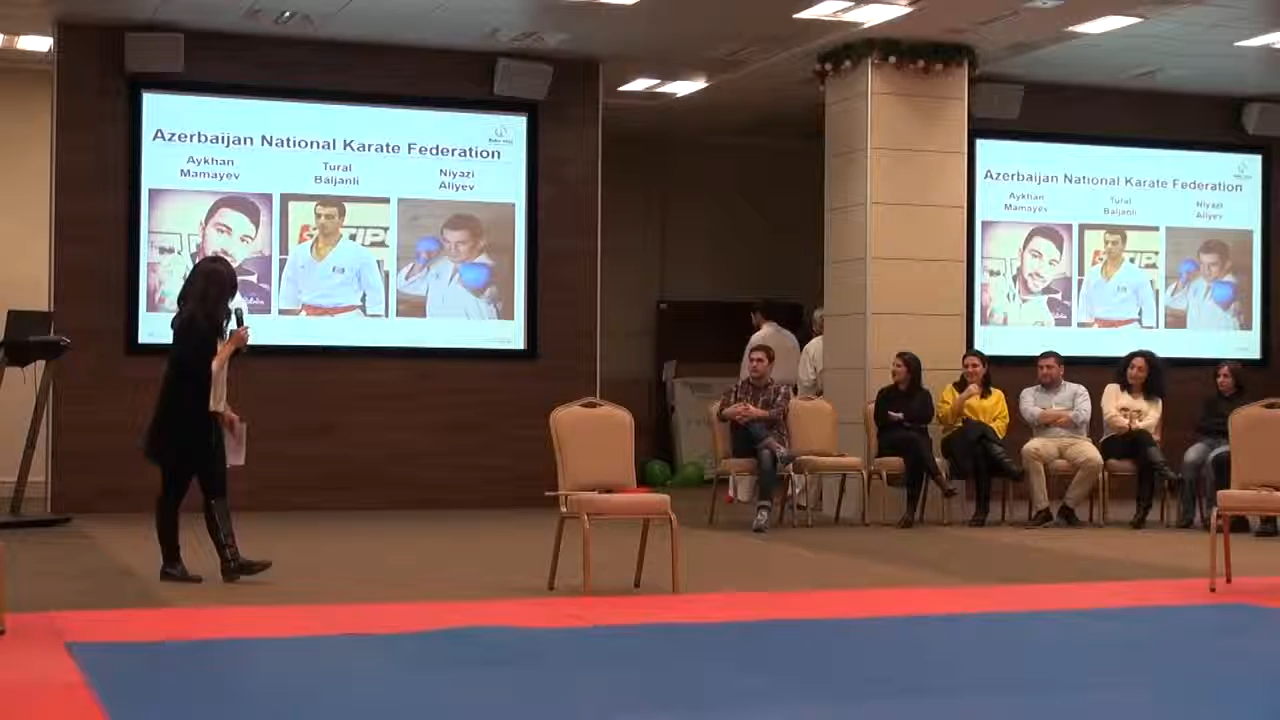 Azerbaijan National Karate Federation
Aykhan
Mamayev
Tural
Baljanli
Niyazi
Aliyev
Azerbaijan National Karate Federation
Aykhan
Mamayev
Tural
Baljanli
Niyazi
Aliyev